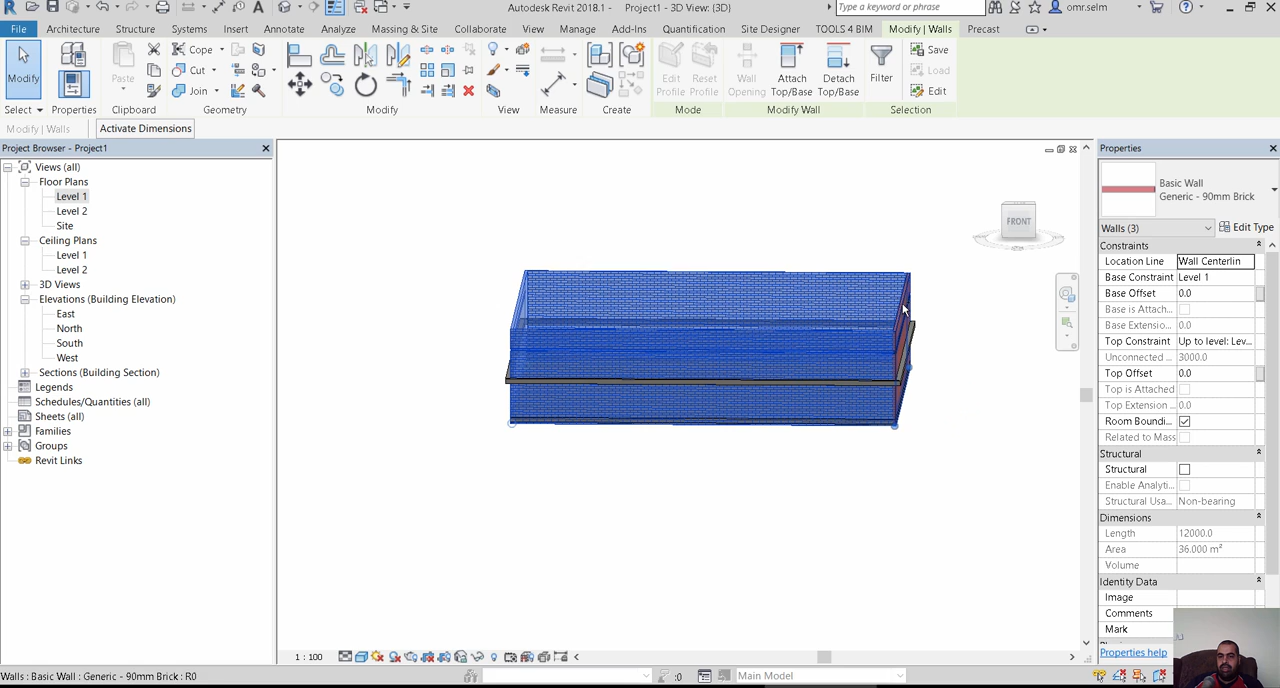 Autodesk Revit 2018.1 - Project1 - 3D View: {3D}
Type a keyword or phrase
omr.selm
File
Architecture
Structure
Systems
Insert
Annotate
Analyze
Massing & Site
Collaborate
View
Manage
Add-Ins
Quantification
Site Designer
TOOLS 4 BIM
Modify | Walls
Precast
Modify
Paste
Cope
Cut
Join
Edit Profile
Reset Profile
Wall Opening
Attach Top/Base
Detach Top/Base
Filter
Save
Load
Edit
Select
Properties
Clipboard
Geometry
Modify
View
Measure
Create
Mode
Modify Wall
Selection
Modify | Walls
Activate Dimensions
Project Browser - Project1
Views (all)
Floor Plans
Level 1
Level 2
Site
Ceiling Plans
Level 1
Level 2
3D Views
Elevations (Building Elevation)
East
North
South
West
Sections (Building Section)
Legends
Schedules/Quantities (all)
Sheets (all)
Families
Groups
Revit Links
FRONT
Properties
Basic Wall
Generic - 90mm Brick
Walls (3)
Edit Type
Constraints
Location Line Wall Centerlin
Base Constraint Level 1
Base Offset 0.0
Base is Attach...
Base Extensio... 0.0
Top Constraint Up to level: Lev...
Unconnected ... 3000.0
Top Offset 0.0
Top is Attached
Top Extension ... 0.0
Room Boundi...
Related to Mass
Structural
Structural
Enable Analyti...
Structural Usa... Non-bearing
Dimensions
Length 12000.0
Area 36.000 m²
Volume
Identity Data
Image
Comments
Mark
Properties help
1 : 100
Walls : Basic Wall : Generic - 90mm Brick : R0
:0
Main Model